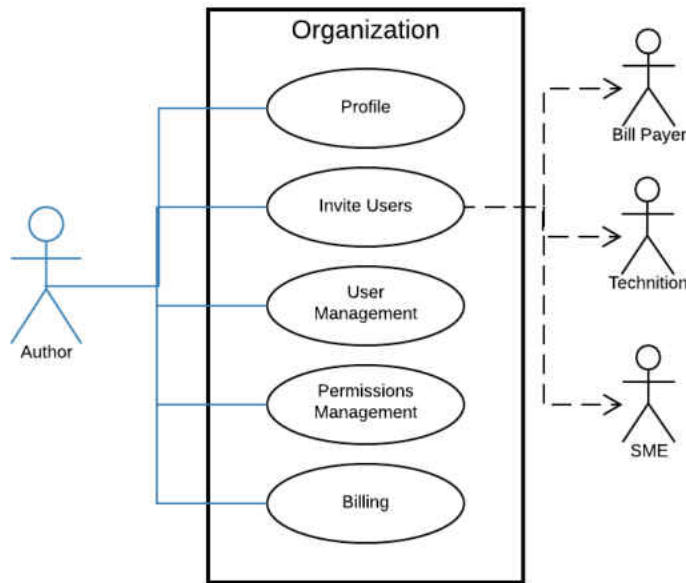 Organization
Profile
Bill Payer
Invite Users
Technition
Author
User
Management
Permissions
Management
SME
Billing